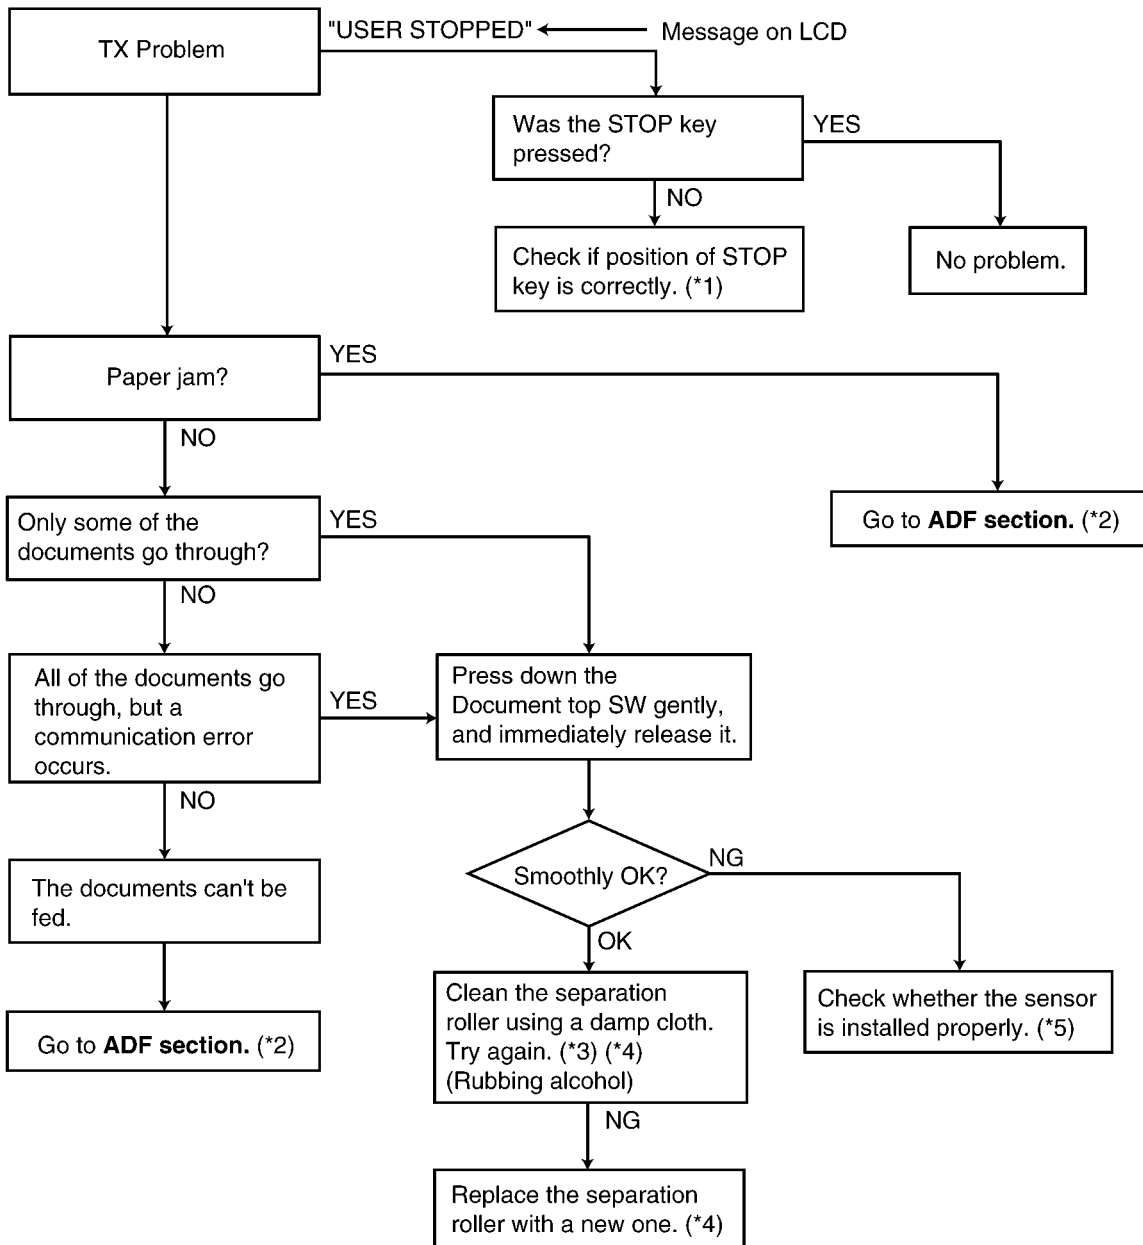 TX Problem
"USER STOPPED"
Message on LCD
Was the STOP key
pressed?
YES
NO
Check if position of STOP
key is correctly. (*1)
No problem.
Paper jam?
YES
NO
Go to ADF section. (*2)
Only some of the
documents go through?
YES
NO
All of the documents go
through, but a
communication error
occurs.
YES
NO
Press down the
Document top SW gently,
and immediately release it.
The documents can't be
fed.
Smoothly OK?
NG
OK
Go to ADF section. (*2)
Clean the separation
roller using a damp cloth.
Try again. (*3) (*4)
(Rubbing alcohol)
Check whether the sensor
is installed properly. (*5)
NG
Replace the separation
roller with a new one. (*4)